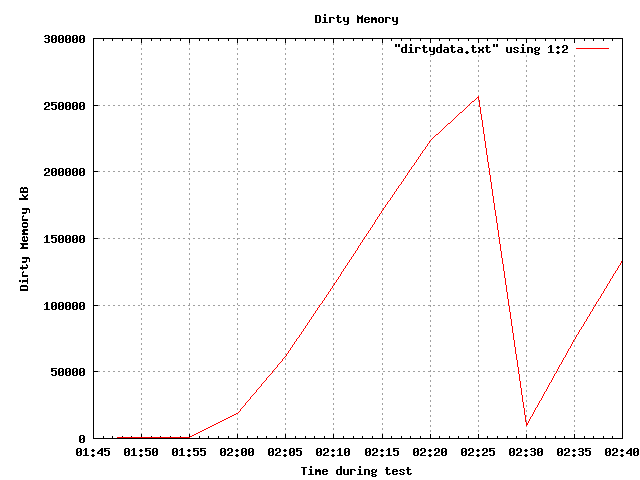 Dirty Memory
"dirtydata.txt" using 1:2
300000
250000
200000
150000
100000
50000
0
Dirty Memory kB
01:45 01:50 01:55 02:00 02:05 02:10 02:15 02:20 02:25 02:30 02:35 02:40
Time during test